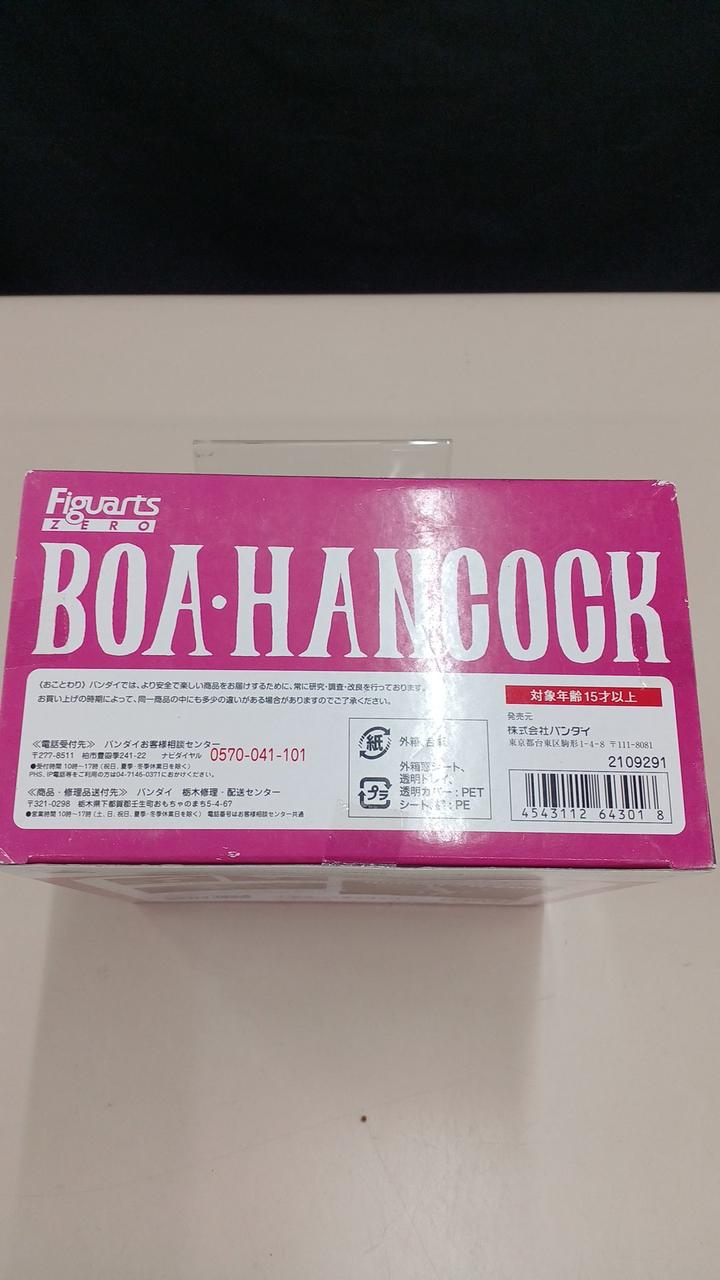 Figuarts
ZERO
BOA・HANCOCK
〈おことわり〉バンダイでは、より安全で楽しい商品をお届けするために、常に研究・調査・改良を行っております。
お買い上げの時期によって、同一商品の中にも多少の違いがある場合がありますのでご了承ください。
対象年齢15才以上
発売元
株式会社バンダイ
東京都台東区駒形1-4-8 〒111-8081
2109291
4543112 64301 8
≪電話受付先≫ バンダイお客様相談センター
〒277-8511 柏市豊四季241-22 ナビダイヤル 0570-041-101
●受付時間 10時〜17時(祝日、夏季・冬季休業日を除く)
PHS、IP電話等をご利用の方は04-7146-0371におかけください。
≪商品・修理品送付先≫ バンダイ 栃木修理・配送センター
〒321-0298 栃木県下都賀郡壬生町おもちゃのまち5-4-67
●営業時間 10時〜17時(土、日、祝日、夏季・冬季休業日を除く) 電話番号はお客様相談センター共通
紙
外箱、台紙
プラ
外箱窓シート、
透明トレイ、
透明カバー:PET
シート、袋:PE